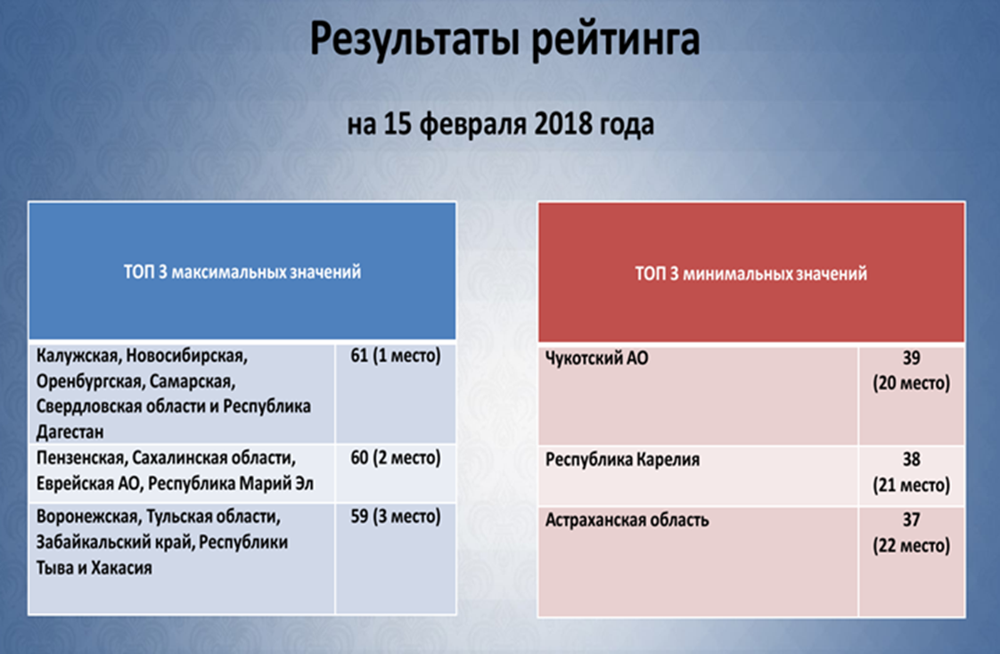 Результаты рейтинга
на 15 февраля 2018 года
ТОП 3 максимальных значений
Калужская, Новосибирская,
Оренбургская, Самарская,
Свердловская области и Республика
Дагестан
61 (1 место)
Пензенская, Сахалинская области,
Еврейская АО, Республика Марий Эл
60 (2 место)
Воронежская, Тульская области,
Забайкальский край, Республики
Тыва и Хакасия
59 (3 место)
ТОП 3 минимальных значений
Чукотский АО
39
(20 место)
Республика Карелия
38
(21 место)
Астраханская область
37
(22 место)